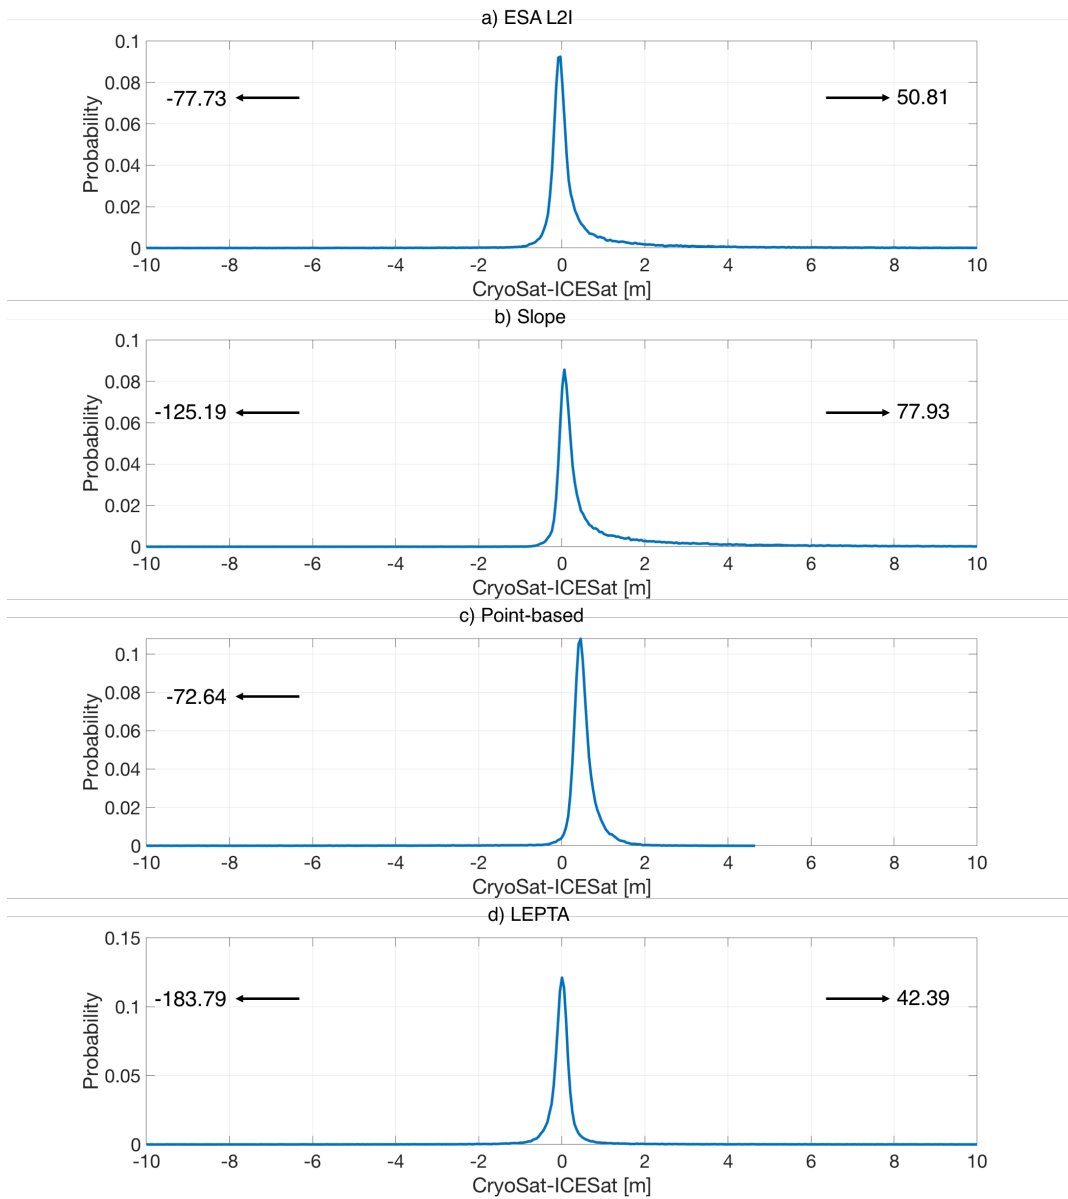 a) ESA L2I
0.1
0.08
0.06
0.04
0.02
0
Probability
-77.73
50.81
-10 -8 -6 -4 -2 0 2 4 6 8 10
CryoSat-ICESat [m]
b) Slope
0.1
0.08
0.06
0.04
0.02
0
Probability
-125.19
77.93
-10 -8 -6 -4 -2 0 2 4 6 8 10
CryoSat-ICESat [m]
c) Point-based
0.1
0.08
0.06
0.04
0.02
0
Probability
-72.64
-10 -8 -6 -4 -2 0 2 4 6 8 10
CryoSat-ICESat [m]
d) LEPTA
0.15
0.1
0.05
0
Probability
-183.79
42.39
-10 -8 -6 -4 -2 0 2 4 6 8 10
CryoSat-ICESat [m]